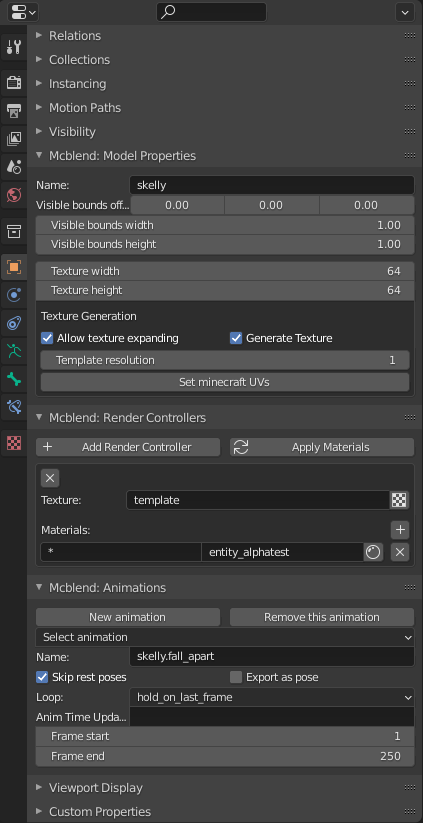 Relations
Collections
Instancing
Motion Paths
Visibility
Mcblend: Model Properties
Name: skelly
Visible bounds off... 0.00 0.00 0.00
Visible bounds width 1.00
Visible bounds height 1.00
Texture width 64
Texture height 64
Texture Generation
Allow texture expanding Generate Texture
Template resolution 1
Set minecraft UVs
Mcblend: Render Controllers
Add Render Controller Apply Materials
Texture: template
Materials:
* entity_alphatest
Mcblend: Animations
New animation Remove this animation
Select animation
Name: skelly.fall_apart
Skip rest poses Export as pose
Loop: hold_on_last_frame
Anim Time Upda...
Frame start 1
Frame end 250
Viewport Display
Custom Properties